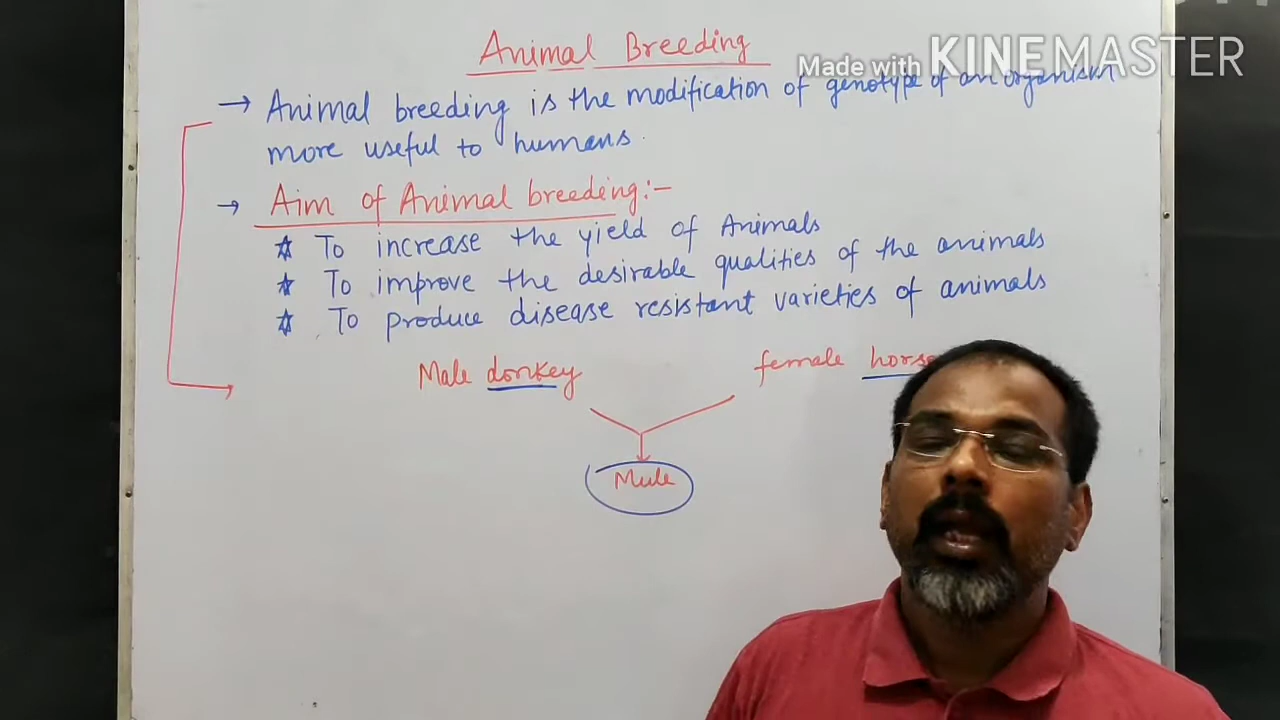 Animal Breeding
Made with KINEMASTER
→ Animal breeding is the modification of genotype of an organism
more useful to humans.
→ Aim of Animal breeding:-
☆ To increase the yield of Animals
☆ To improve the desirable qualities of the animals
☆ To produce disease resistant varieties of animals
Male donkey female horse
Mule